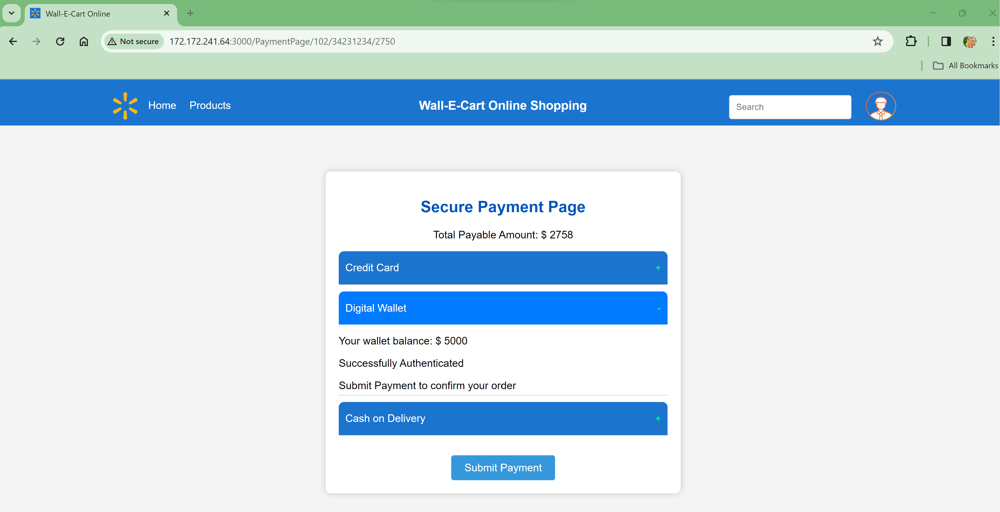 Wall-E-Cart Online
Not secure 172.172.241.64:3000/PaymentPage/102/34231234/2750
All Bookmarks
Home Products Wall-E-Cart Online Shopping Search
Secure Payment Page
Total Payable Amount: $ 2758
Credit Card +
Digital Wallet -
Your wallet balance: $ 5000
Successfully Authenticated
Submit Payment to confirm your order
Cash on Delivery +
Submit Payment